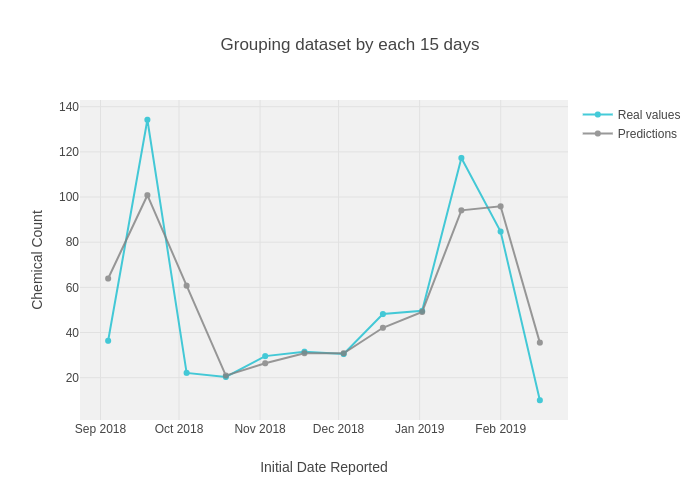 Grouping dataset by each 15 days
Real values
Predictions
Chemical Count
140
120
100
80
60
40
20
Sep 2018
Oct 2018
Nov 2018
Dec 2018
Jan 2019
Feb 2019
Initial Date Reported